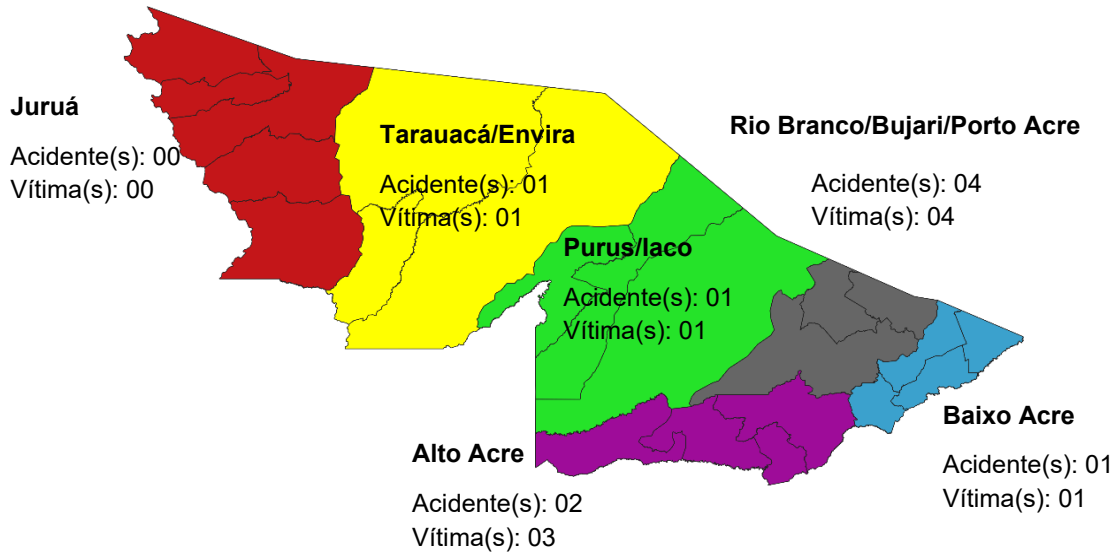 Juruá
Acidente(s): 00
Vítima(s): 00
Tarauacá/Envira
Acidente(s): 01
Vítima(s): 01
Rio Branco/Bujari/Porto Acre
Acidente(s): 04
Vítima(s): 04
Purus/Iaco
Acidente(s): 01
Vítima(s): 01
Alto Acre
Acidente(s): 02
Vítima(s): 03
Baixo Acre
Acidente(s): 01
Vítima(s): 01